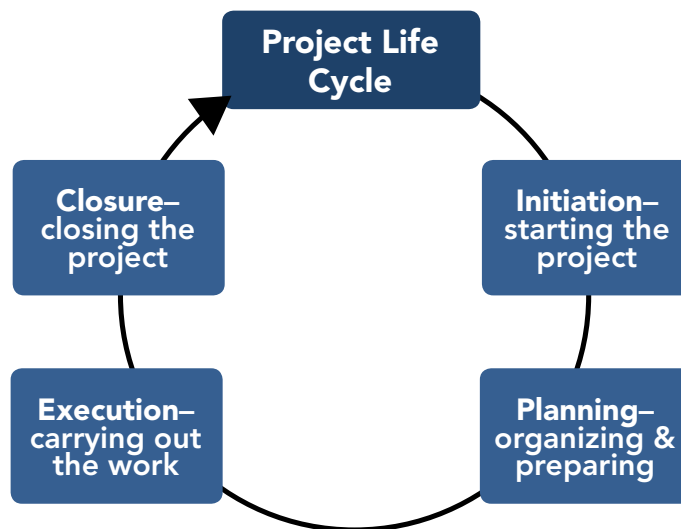 Project Life
Cycle
Initiation–
starting the
project
Planning–
organizing &
preparing
Execution–
carrying out
the work
Closure–
closing the
project